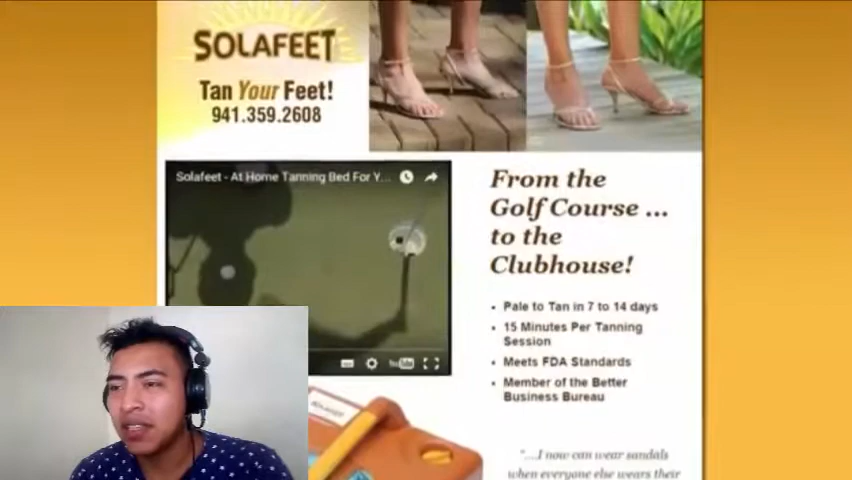 SOLAFEET
Tan Your Feet!
941.359.2608
Solafeet - At Home Tanning Bed For Y...
From the
Golf Course ...
to the
Clubhouse!
Pale to Tan in 7 to 14 days
15 Minutes Per Tanning
Session
Meets FDA Standards
Member of the Better
Business Bureau
YouTube
SOLAFEET
"....I now can wear sandals
when everyone else wears their